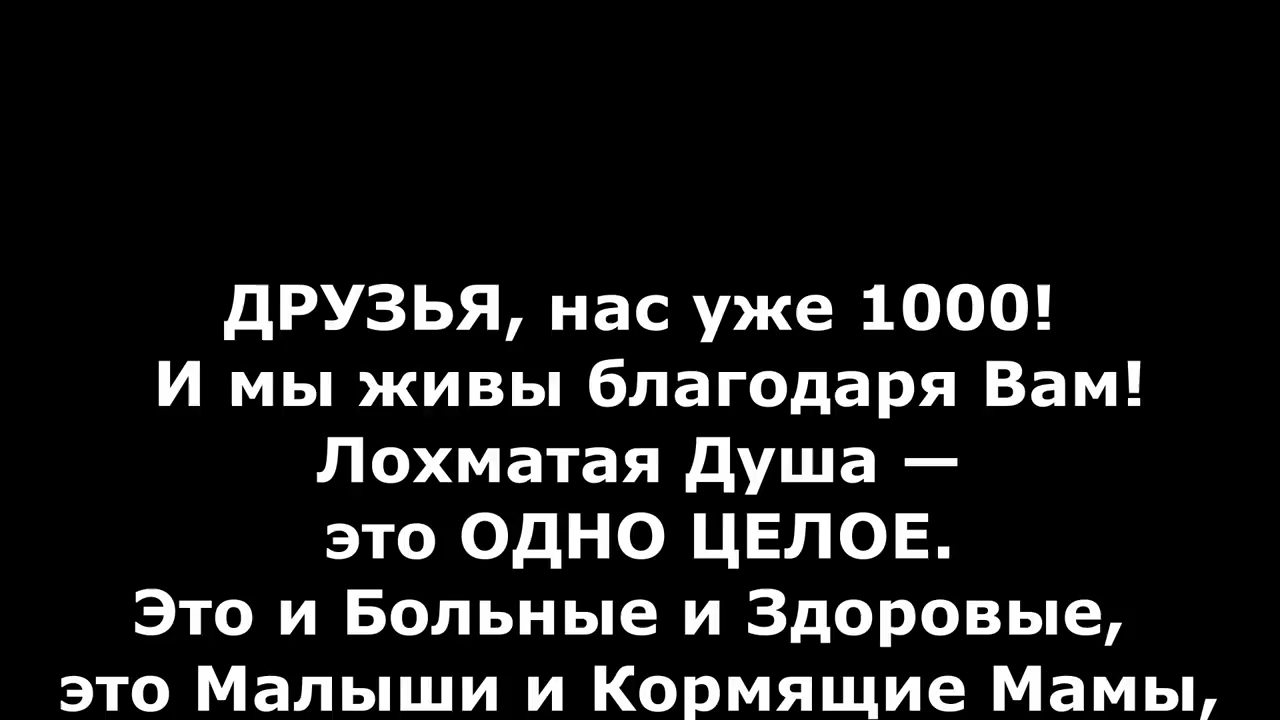 ДРУЗЬЯ, нас уже 1000!
И мы живы благодаря Вам!
Лохматая Душа —
это ОДНО ЦЕЛОЕ.
Это и Больные и Здоровые,
это Малыши и Кормящие Мамы,